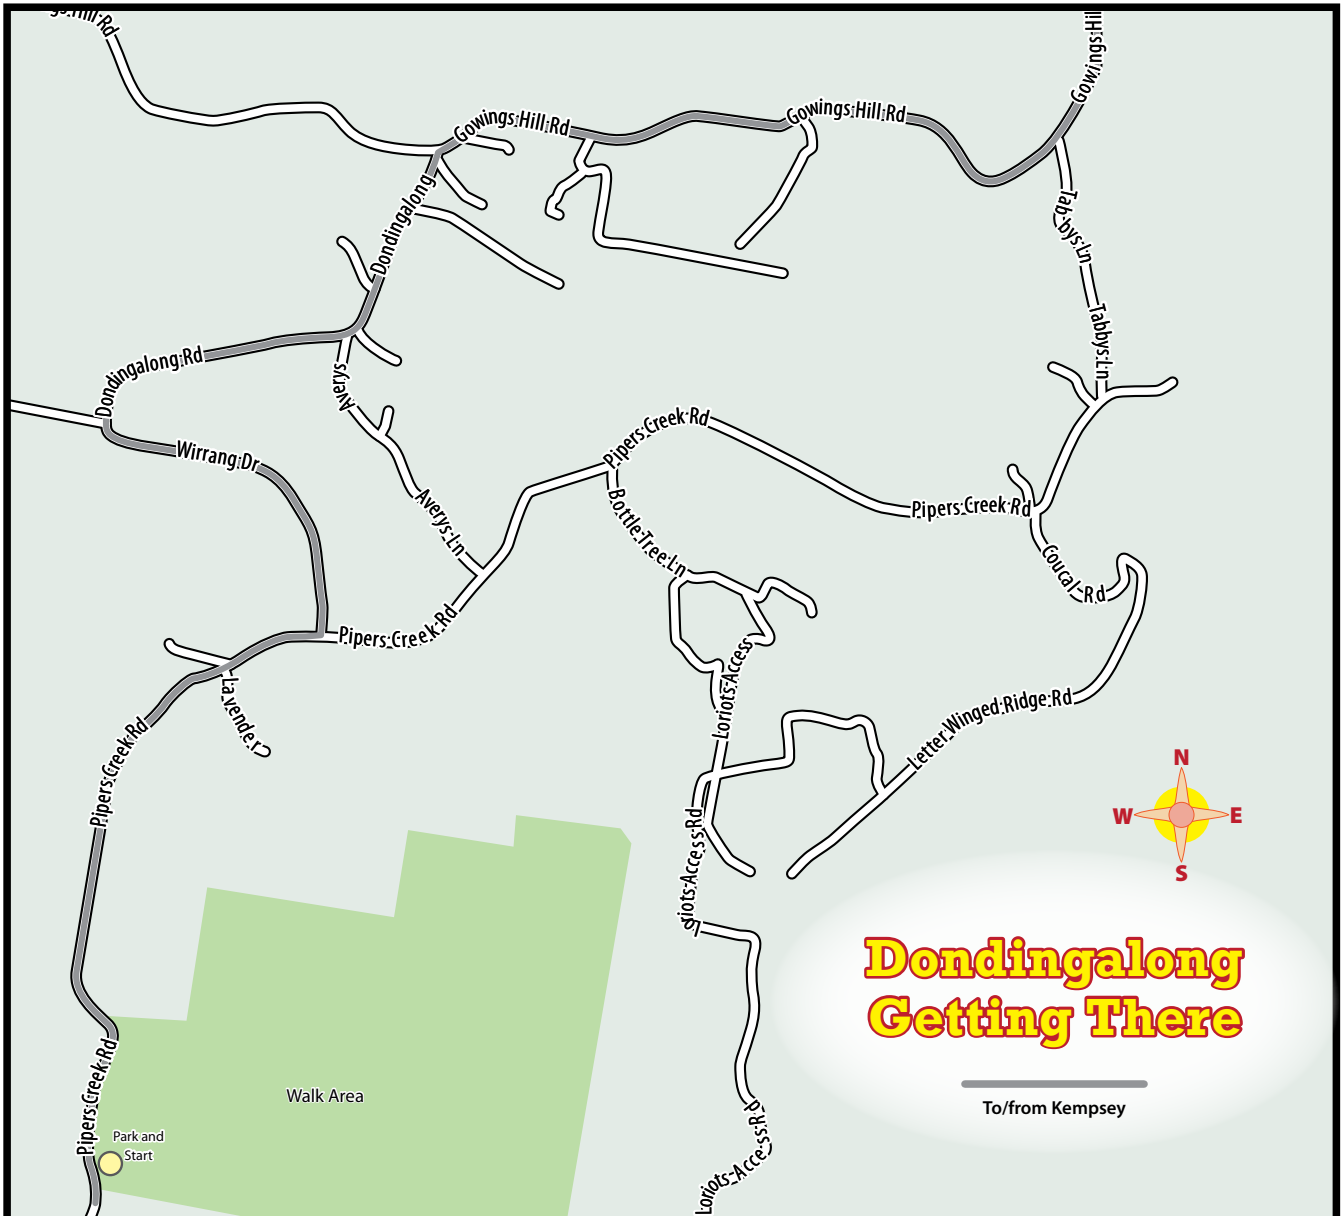 gs Hill Rd
Gowings Hil
Gowings Hill Rd
Gowings Hill Rd
Dondingalong
Tabbys Ln
Tabbys Ln
Dondingalong Rd
Averys
Pipers Creek Rd
Wirrang Dr
Averys Ln
Bottle Tree Ln
Pipers Creek Rd
Coucal Rd
Pipers Creek Rd
Lavender
Loriots Access
Letter Winged Ridge Rd
Pipers Creek Rd
Loriots Access Rd
N
W
E
S
Dondingalong
Getting There
To/from Kempsey
Pipers Creek Rd
Walk Area
Park and
Start
Loriots Access Rd